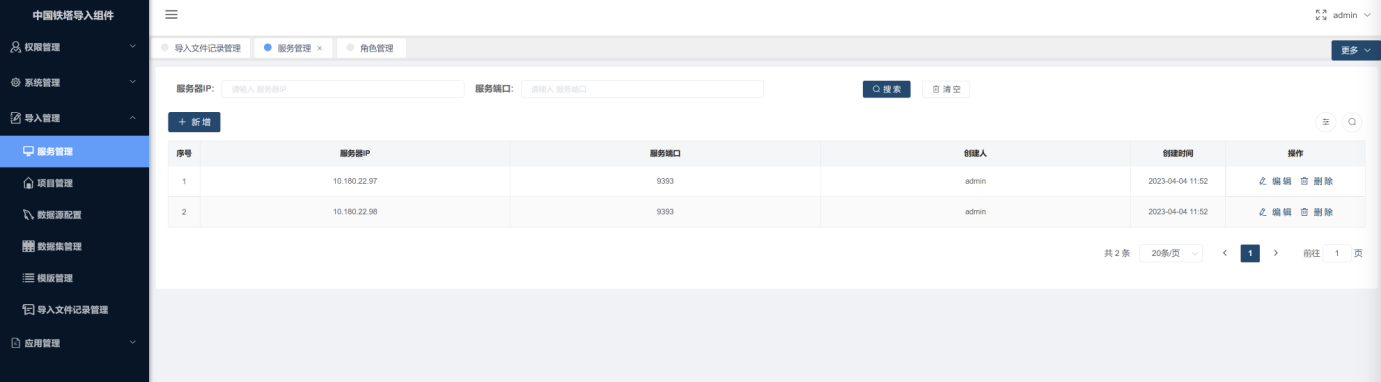 中国铁塔导入组件
admin
权限管理
系统管理
导入管理
服务管理
项目管理
数据源配置
数据集管理
模版管理
导入文件记录管理
应用管理
导入文件记录管理 服务管理 × 角色管理
更多
服务器IP: 请输入 服务器IP 服务端口: 请输入 服务端口 搜索 清空
+ 新增
序号 服务器IP 服务端口 创建人 创建时间 操作
1 10.180.22.97 9393 admin 2023-04-04 11:52 编辑 删除
2 10.180.22.98 9393 admin 2023-04-04 11:52 编辑 删除
共 2 条 20条/页 < 1 > 前往 1 页